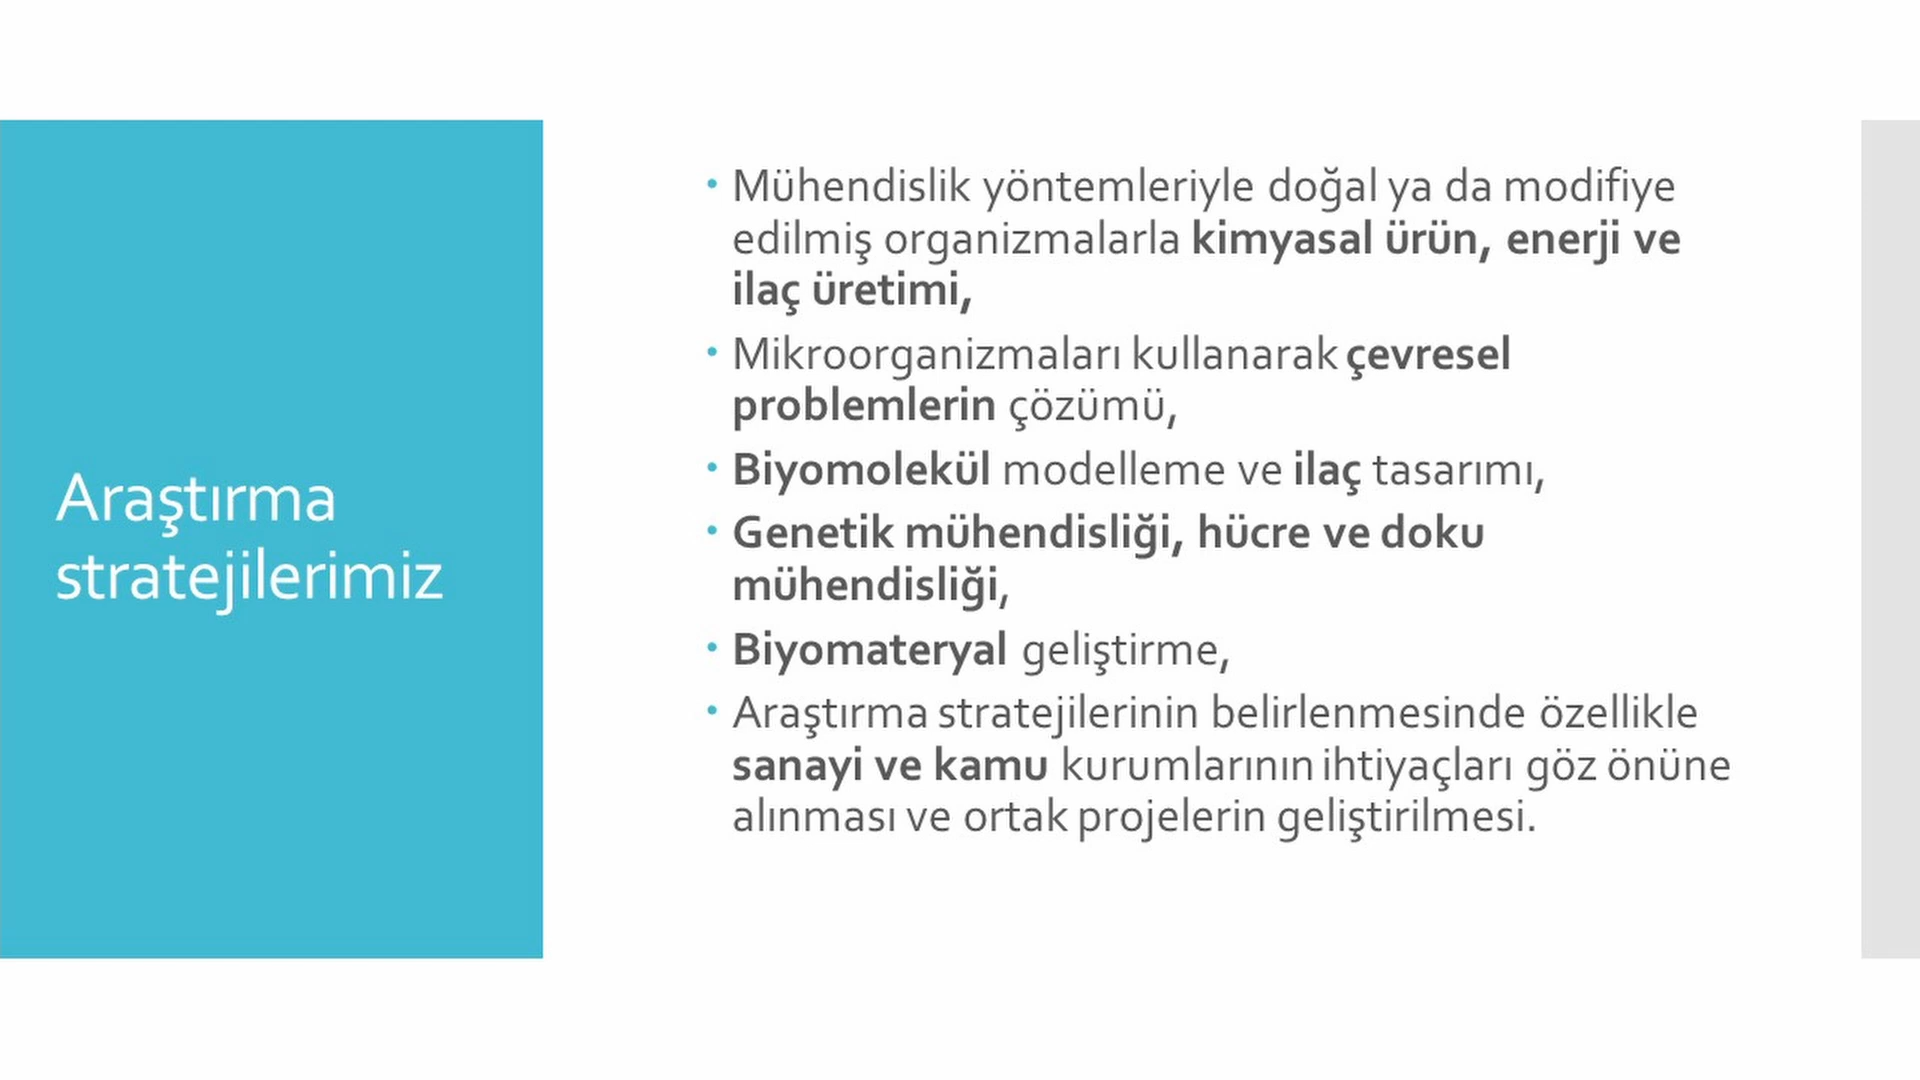 Araştırma
stratejilerimiz
• Mühendislik yöntemleriyle doğal ya da modifiye
edilmiş organizmalarla kimyasal ürün, enerji ve
ilaç üretimi,
• Mikroorganizmaları kullanarak çevresel
problemlerin çözümü,
• Biyomolekül modelleme ve ilaç tasarımı,
• Genetik mühendisliği, hücre ve doku
mühendisliği,
• Biyomateryal geliştirme,
• Araştırma stratejilerinin belirlenmesinde özellikle
sanayi ve kamu kurumlarının ihtiyaçları göz önüne
alınması ve ortak projelerin geliştirilmesi.